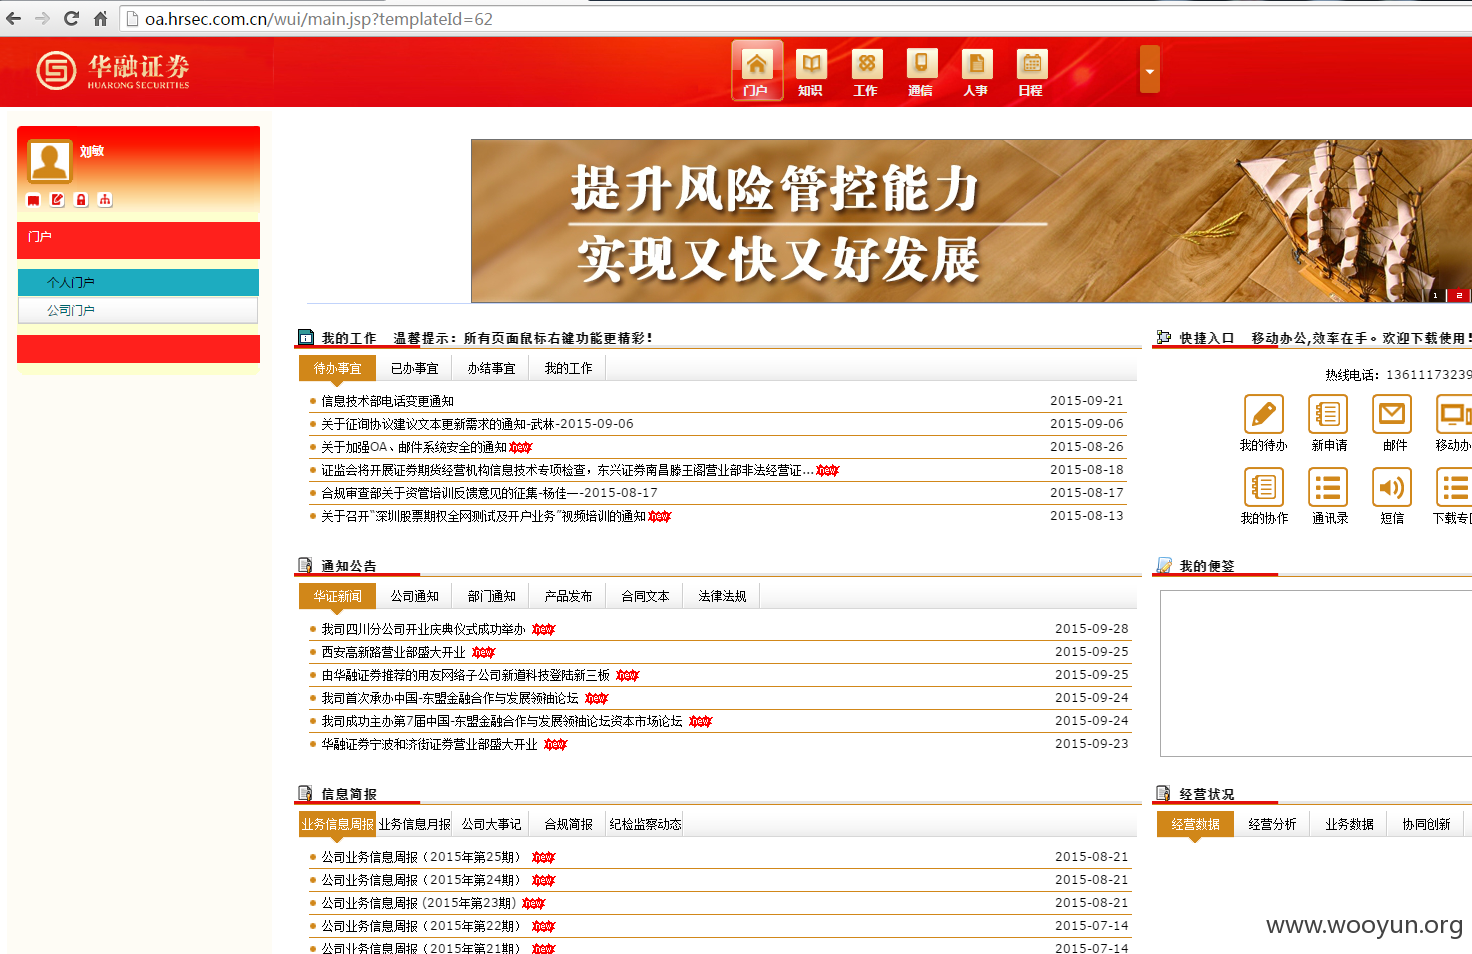 oa.hrsec.com.cn/wui/main.jsp?templateId=62
华融证券
HUARONG SECURITIES
门户 知识 工作 通信 人事 日程
刘敏
门户
个人门户
公司门户
提升风险管控能力
实现又快又好发展
1 2
我的工作 温馨提示：所有页面鼠标右键功能更精彩！
待办事宜 已办事宜 办结事宜 我的工作
信息技术部电话变更通知 2015-09-21
关于征询协议建议文本更新需求的通知-武林-2015-09-06 2015-09-06
关于加强OA、邮件系统安全的通知 new 2015-08-26
证监会将开展证券期货经营机构信息技术专项检查，东兴证券南昌滕王阁营业部非法经营证... new 2015-08-18
合规审查部关于资管培训反馈意见的征集-杨佳一-2015-08-17 2015-08-17
关于召开“深圳股票期权全网测试及开户业务”视频培训的通知 new 2015-08-13
快捷入口 移动办公,效率在手。欢迎下载使用！
热线电话：13611173239
我的待办 新申请 邮件 移动办
我的协作 通讯录 短信 下载专
通知公告
华证新闻 公司通知 部门通知 产品发布 合同文本 法律法规
我司四川分公司开业庆典仪式成功举办 new 2015-09-28
西安高新路营业部盛大开业 new 2015-09-25
由华融证券推荐的用友网络子公司新道科技登陆新三板 new 2015-09-25
我司首次承办中国-东盟金融合作与发展领袖论坛 new 2015-09-24
我司成功主办第7届中国-东盟金融合作与发展领袖论坛资本市场论坛 new 2015-09-24
华融证券宁波和济街证券营业部盛大开业 new 2015-09-23
我的便签
信息简报
业务信息周报 业务信息月报 公司大事记 合规简报 纪检监察动态
公司业务信息周报（2015年第25期） new 2015-08-21
公司业务信息周报（2015年第24期） new 2015-08-21
公司业务信息周报 (2015年第23期) new 2015-08-21
公司业务信息周报（2015年第22期） new 2015-07-14
公司业务信息周报（2015年第21期） new 2015-07-14
经营状况
经营数据 经营分析 业务数据 协同创新
www.wooyun.org